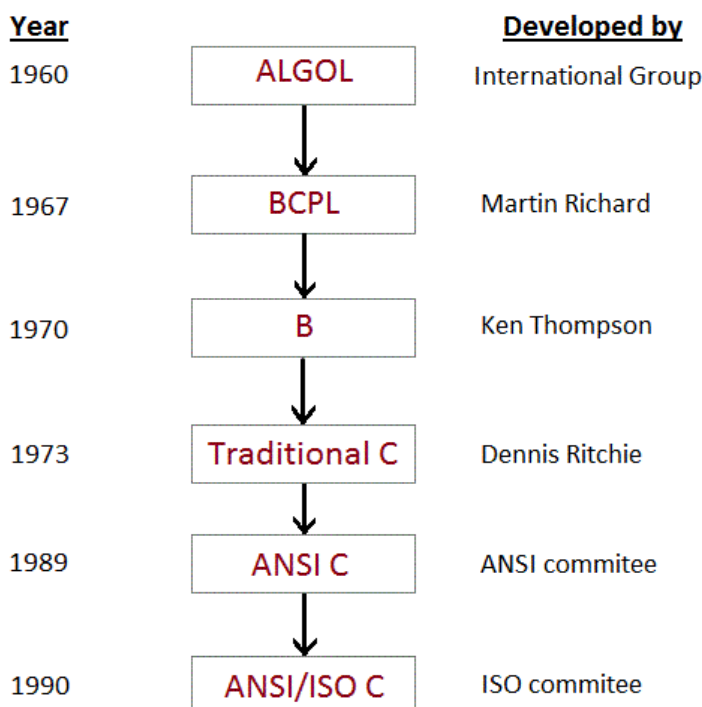 Year Developed by
1960 ALGOL International Group
1967 BCPL Martin Richard
1970 B Ken Thompson
1973 Traditional C Dennis Ritchie
1989 ANSI C ANSI commitee
1990 ANSI/ISO C ISO commitee